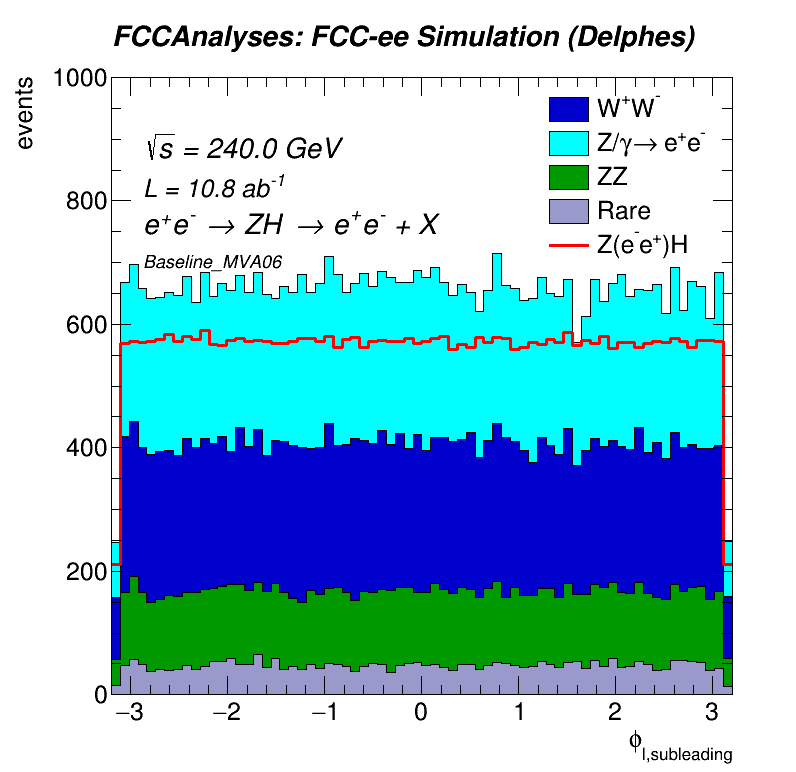 FCCAnalyses: FCC-ee Simulation (Delphes)
events
1000
800
600
400
200
0
√s = 240.0 GeV
L = 10.8 ab⁻¹
e⁺e⁻ → ZH → e⁺e⁻ + X
Baseline_MVA06
W⁺W⁻
Z/γ→ e⁺e⁻
ZZ
Rare
Z(e⁻e⁺)H
−3 −2 −1 0 1 2 3
ϕ_l,subleading